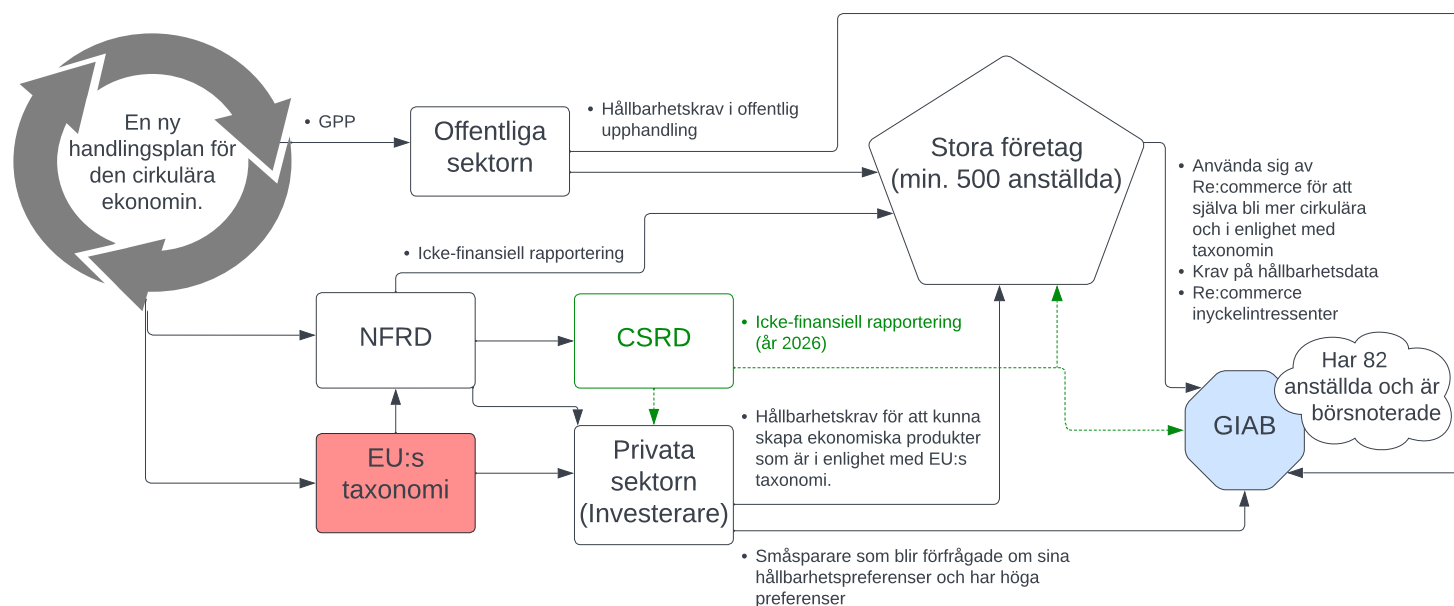 En ny
handlingsplan för
den cirkulära
ekonomin.
• GPP
Offentliga
sektorn
• Hållbarhetskrav i offentlig
upphandling
Stora företag
(min. 500 anställda)
• Använda sig av
Re:commerce för att
själva bli mer cirkulära
och i enlighet med
taxonomin
• Krav på hållbarhetsdata
• Re:commerce
inyckelintressenter
• Icke-finansiell rapportering
NFRD
CSRD
• Icke-finansiell rapportering
(år 2026)
Har 82
anställda och är
börsnoterade
GIAB
EU:s
taxonomi
Privata
sektorn
(Investerare)
• Hållbarhetskrav för att kunna
skapa ekonomiska produkter
som är i enlighet med EU:s
taxonomi.
• Småsparare som blir förfrågade om sina
hållbarhetspreferenser och har höga
preferenser